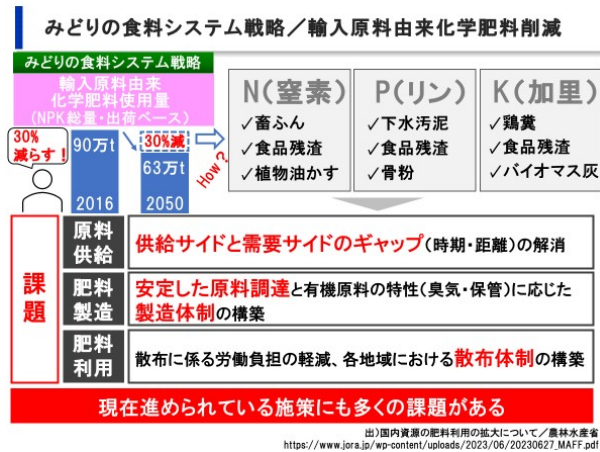 みどりの食料システム戦略／輸入原料由来化学肥料削減
みどりの食料システム戦略
輸入原料由来
化学肥料使用量
(NPK総量・出荷ベース)
30%
減らす！
90万t
2016
30%減
63万t
2050
How？
N(窒素)
✓畜ふん
✓食品残渣
✓植物油かす
P(リン)
✓下水汚泥
✓食品残渣
✓骨粉
K(加里)
✓鶏糞
✓食品残渣
✓バイオマス灰
課題
原料
供給
供給サイドと需要サイドのギャップ(時期・距離)の解消
肥料
製造
安定した原料調達と有機原料の特性(臭気・保管)に応じた
製造体制の構築
肥料
利用
散布に係る労働負担の軽減、各地域における散布体制の構築
現在進められている施策にも多くの課題がある
出)国内資源の肥料利用の拡大について／農林水産省
https://www.jora.jp/wp-content/uploads/2023/06/20230627_MAFF.pdf